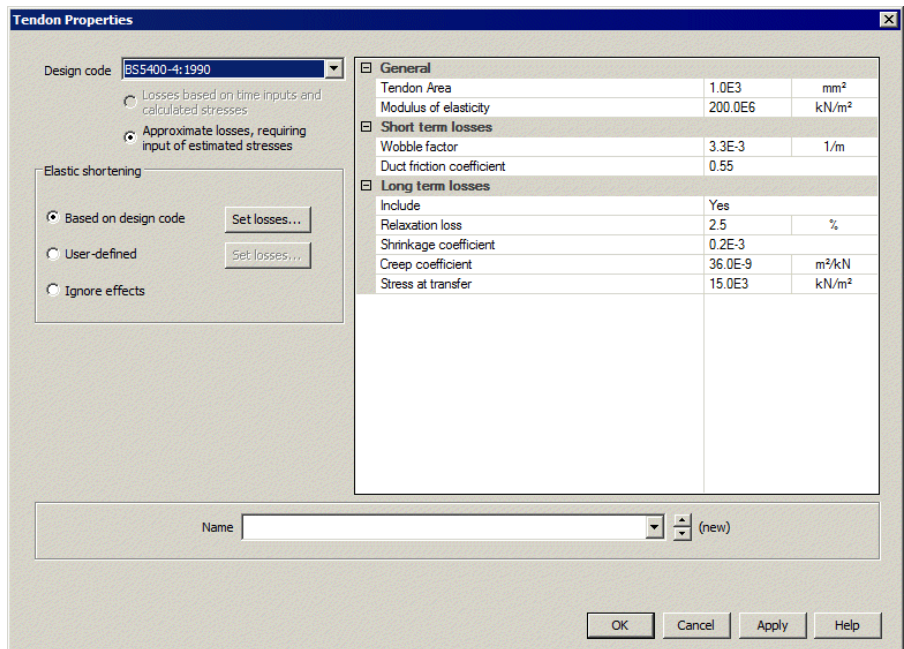 Tendon Properties
Design code BS5400-4:1990
Losses based on time inputs and
calculated stresses
Approximate losses, requiring
input of estimated stresses
Elastic shortening
Based on design code Set losses...
User-defined Set losses...
Ignore effects
General
Tendon Area 1.0E3 mm²
Modulus of elasticity 200.0E6 kN/m²
Short term losses
Wobble factor 3.3E-3 1/m
Duct friction coefficient 0.55
Long term losses
Include Yes
Relaxation loss 2.5 %
Shrinkage coefficient 0.2E-3
Creep coefficient 36.0E-9 m²/kN
Stress at transfer 15.0E3 kN/m²
Name (new)
OK Cancel Apply Help